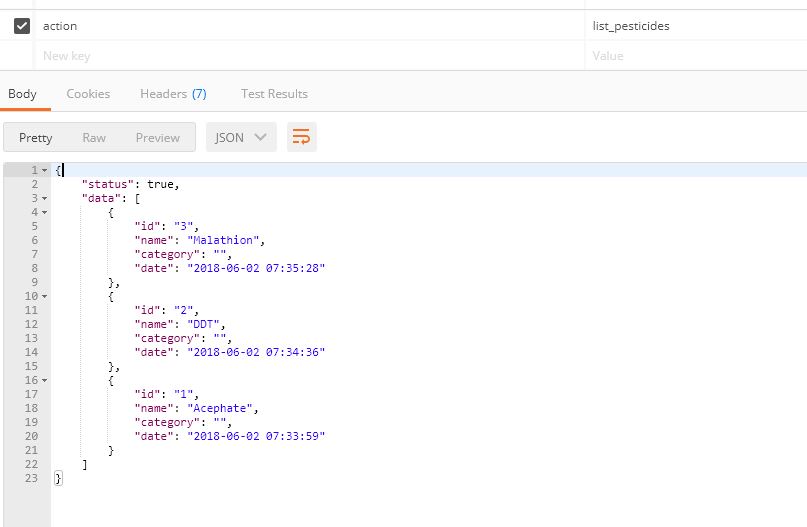 action list_pesticides
New key Value
Body Cookies Headers (7) Test Results
Pretty Raw Preview JSON
1 {
2 "status": true,
3 "data": [
4 {
5 "id": "3",
6 "name": "Malathion",
7 "category": "",
8 "date": "2018-06-02 07:35:28"
9 },
10 {
11 "id": "2",
12 "name": "DDT",
13 "category": "",
14 "date": "2018-06-02 07:34:36"
15 },
16 {
17 "id": "1",
18 "name": "Acephate",
19 "category": "",
20 "date": "2018-06-02 07:33:59"
21 }
22 ]
23 }